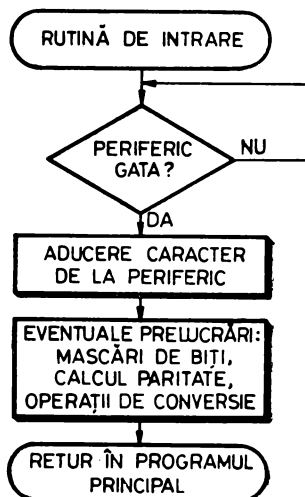 RUTINĂ DE INTRARE
PERIFERIC
GATA?
NU
DA
ADUCERE CARACTER
DE LA PERIFERIC
EVENTUALE PRELUCRĂRI:
MASCĂRI DE BIȚI,
CALCUL PARITATE,
OPERAȚII DE CONVERSIE
RETUR ÎN PROGRAMUL
PRINCIPAL